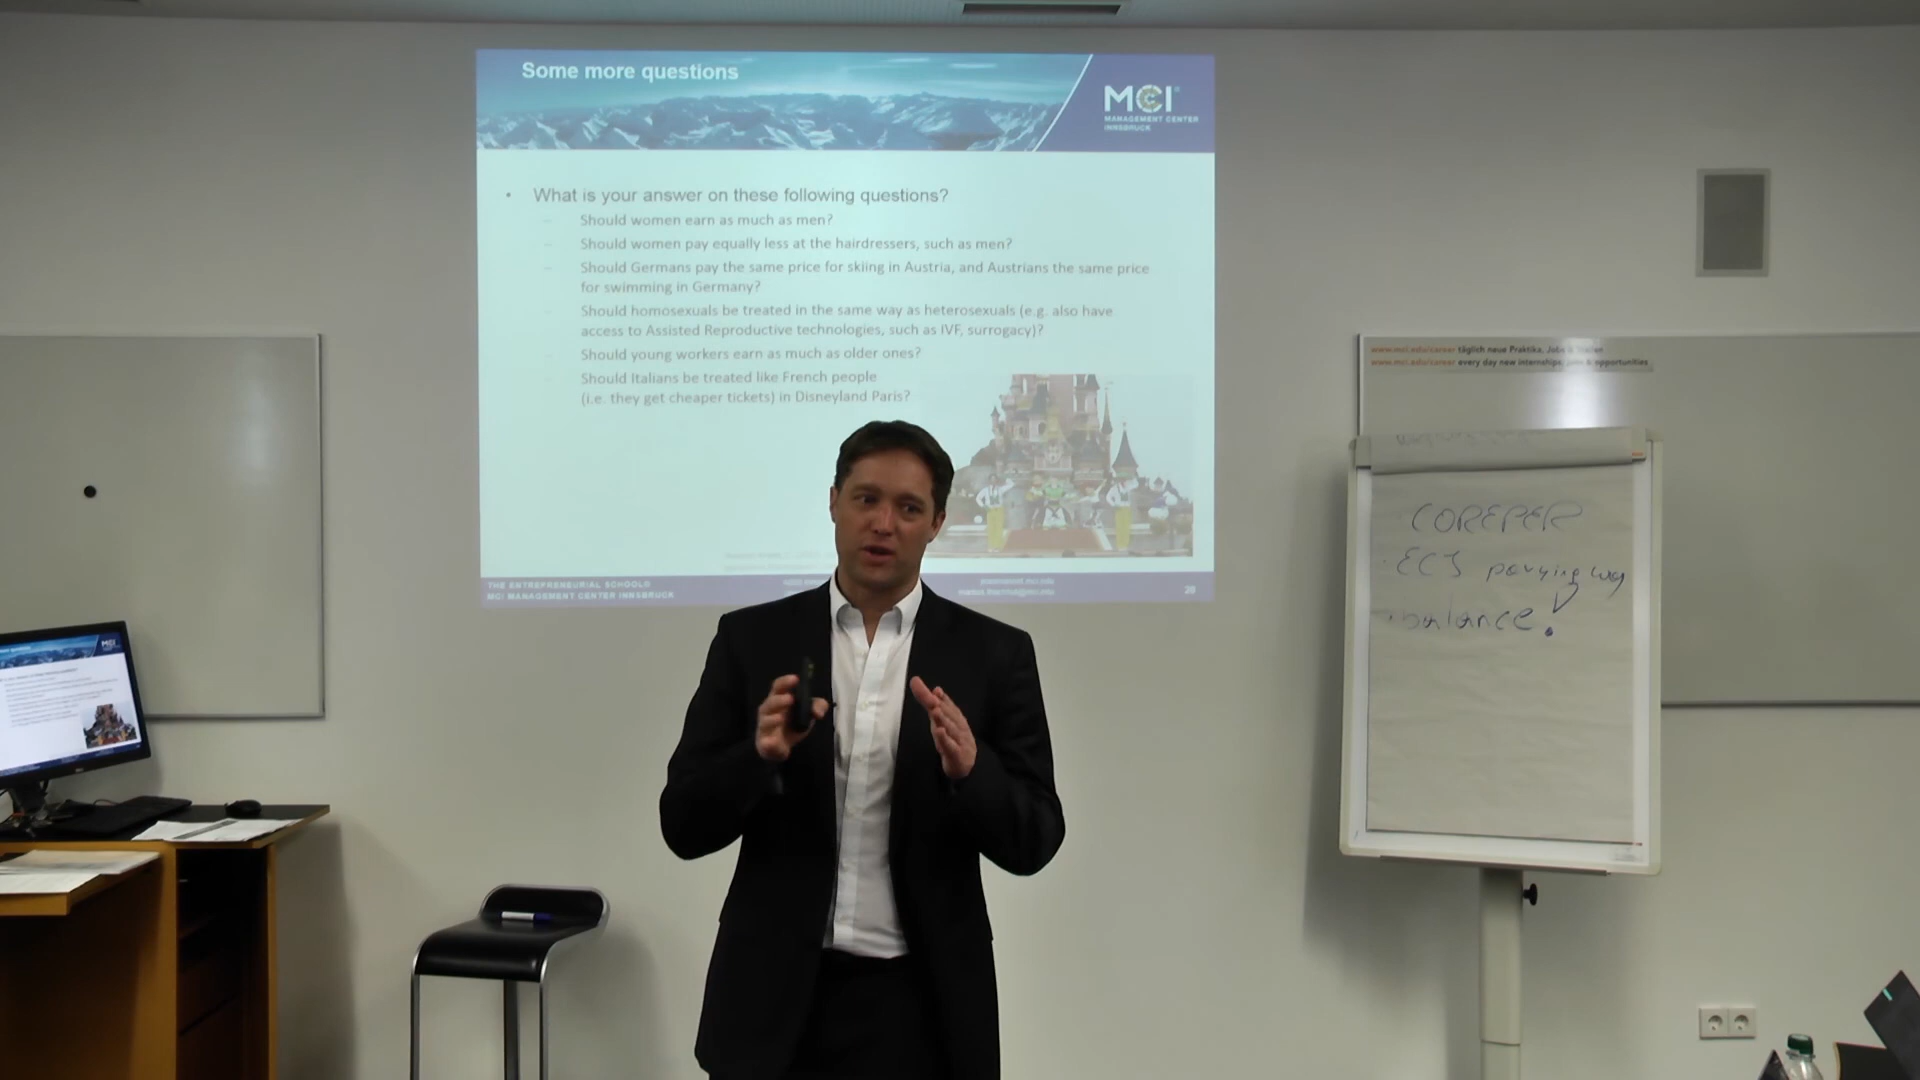 Some more questions
MCI
MANAGEMENT CENTER
INNSBRUCK
• What is your answer on these following questions?
– Should women earn as much as men?
– Should women pay equally less at the hairdressers, such as men?
– Should Germans pay the same price for skiing in Austria, and Austrians the same price
for swimming in Germany?
Should homosexuals be treated in the same way as heterosexuals (e.g. also have
access to Assisted Reproductive technologies, such as IVF, surrogacy)?
– Should young workers earn as much as older ones?
Should Italians be treated like French people
(i.e. they get cheaper tickets) in Disneyland Paris?
THE ENTREPRENEURIAL SCHOOL®
MCI MANAGEMENT CENTER INNSBRUCK
20
www.mci.edu/career täglich neue Praktika, Jobs &
www.mci.edu/career every day new internships, jobs & opportunities
COREPER
ECJ
balance